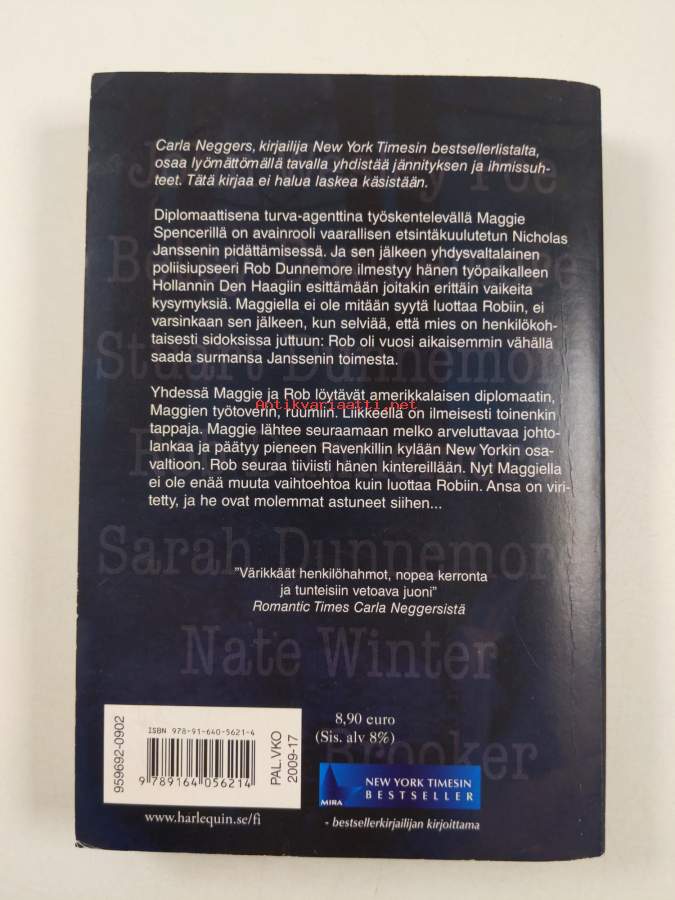 Carla Neggers, kirjailija New York Timesin bestsellerlistalta,
osaa lyömättömällä tavalla yhdistää jännityksen ja ihmissuh-
teet. Tätä kirjaa ei halua laskea käsistään.
Diplomaattisena turva-agenttina työskentelevällä Maggie
Spencerillä on avainrooli vaarallisen etsintäkuulutetun Nicholas
Janssenin pidättämisessä. Ja sen jälkeen yhdysvaltalainen
poliisiupseeri Rob Dunnemore ilmestyy hänen työpaikalleen
Hollannin Den Haagiin esittämään joitakin erittäin vaikeita
kysymyksiä. Maggiella ei ole mitään syytä luottaa Robiin, ei
varsinkaan sen jälkeen, kun selviää, että mies on henkilökoh-
taisesti sidoksissa juttuun: Rob oli vuosi aikaisemmin vähällä
saada surmansa Janssenin toimesta.
Yhdessä Maggie ja Rob löytävät amerikkalaisen diplomaatin,
Antikvariaatti.net
Maggien työtoverin, ruumiin. Liikkeellä on ilmeisesti toinenkin
tappaja. Maggie lähtee seuraamaan melko arveluttavaa johto-
lankaa ja päätyy pieneen Ravenkillin kylään New Yorkin osa-
valtioon. Rob seuraa tiiviisti hänen kintereillään. Nyt Maggiella
ei ole enää muuta vaihtoehtoa kuin luottaa Robiin. Ansa on viri-
tetty, ja he ovat molemmat astuneet siihen...
Stuart Dunnemore
Sarah Dunnemore
"Värikkäät henkilöhahmot, nopea kerronta
ja tunteisiin vetoava juoni"
Romantic Times Carla Neggersistä
Nate Winter
Brooker
959692-0902
ISBN 978-91-640-5621-4
9 789164 056214
PAL.VKO
2009-17
www.harlequin.se/fi
8,90 euro
(Sis. alv 8%)
MIRA
NEW YORK TIMESIN
BESTSELLER
- bestsellerkirjailijan kirjoittama